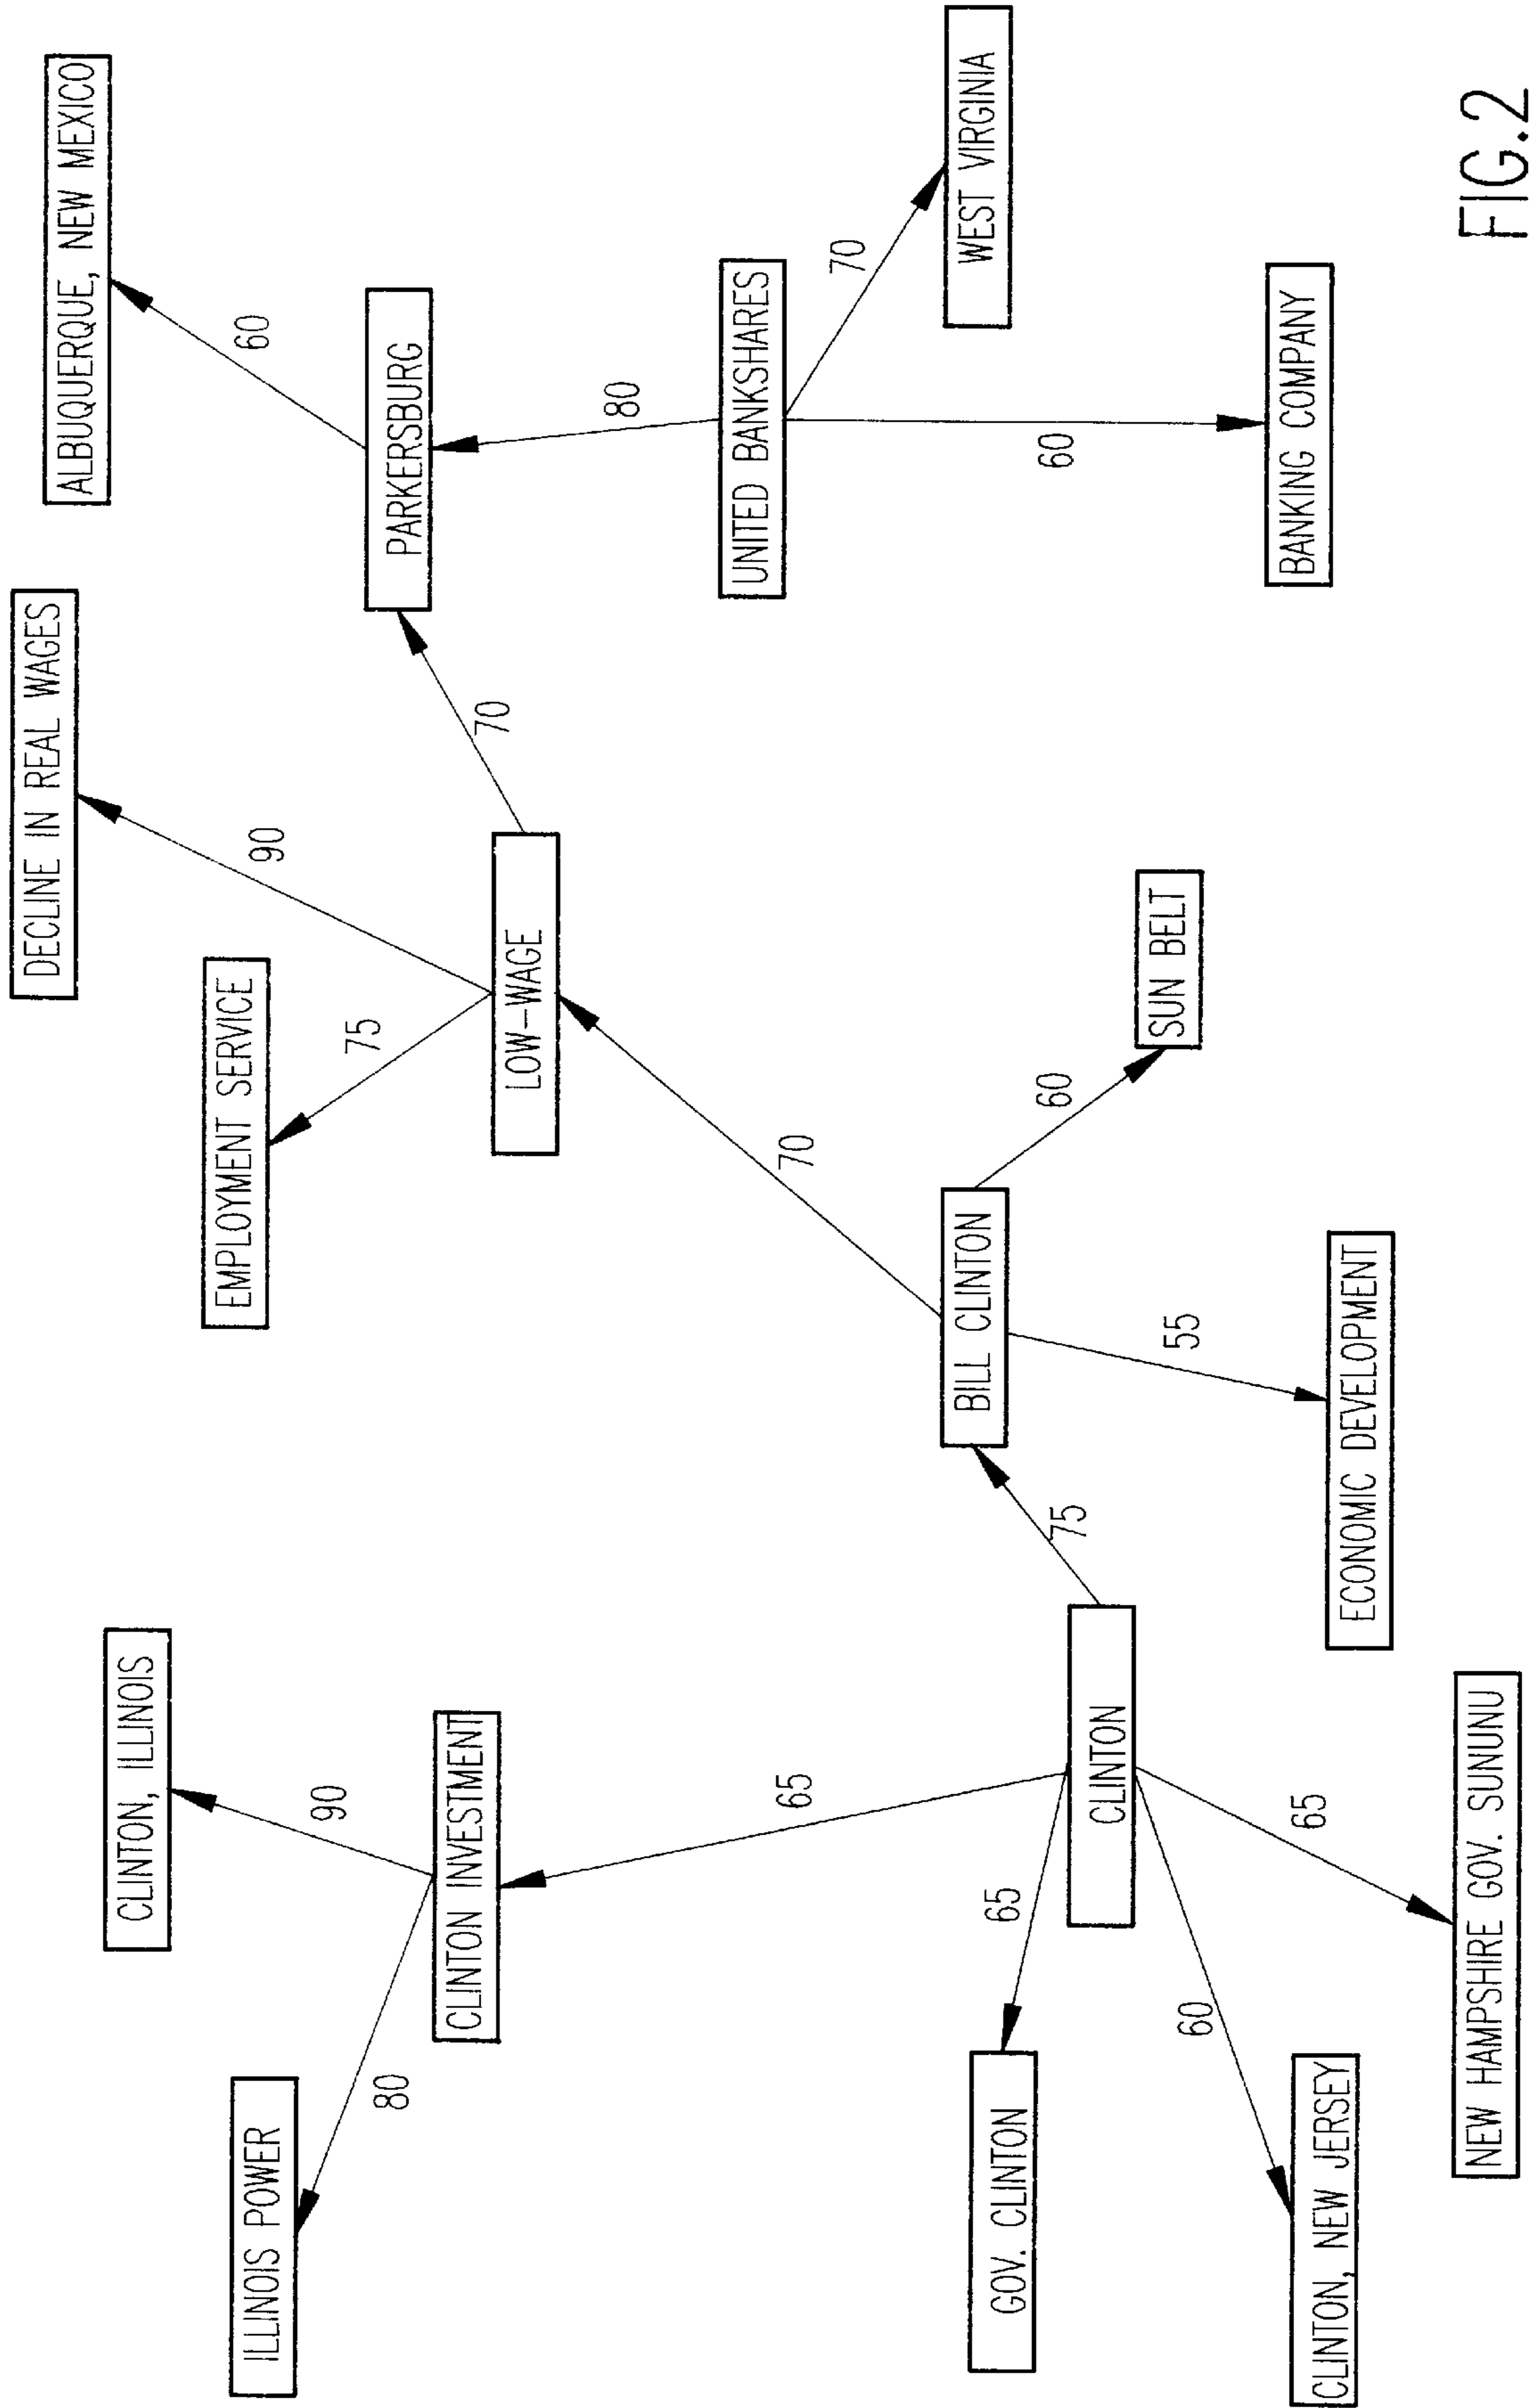 CLINTON, ILLINOIS
90
ILLINOIS POWER
80
CLINTON INVESTMENT
65
GOV. CLINTON
65
CLINTON
60
CLINTON, NEW JERSEY
65
NEW HAMPSHIRE GOV. SUNUNU
75
BILL CLINTON
55
ECONOMIC DEVELOPMENT
60
SUN BELT
70
LOW-WAGE
75
EMPLOYMENT SERVICE
90
DECLINE IN REAL WAGES
70
PARKERSBURG
60
ALBUQUERQUE, NEW MEXICO
80
UNITED BANKSHARES
70
WEST VIRGINIA
60
BANKING COMPANY
FIG.2